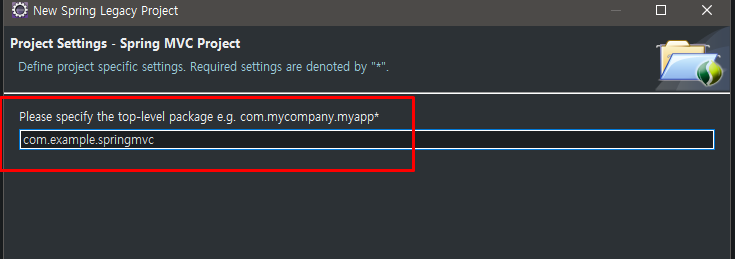 New Spring Legacy Project
Project Settings - Spring MVC Project
Define project specific settings. Required settings are denoted by "*".
Please specify the top-level package e.g. com.mycompany.myapp*
com.example.springmvc